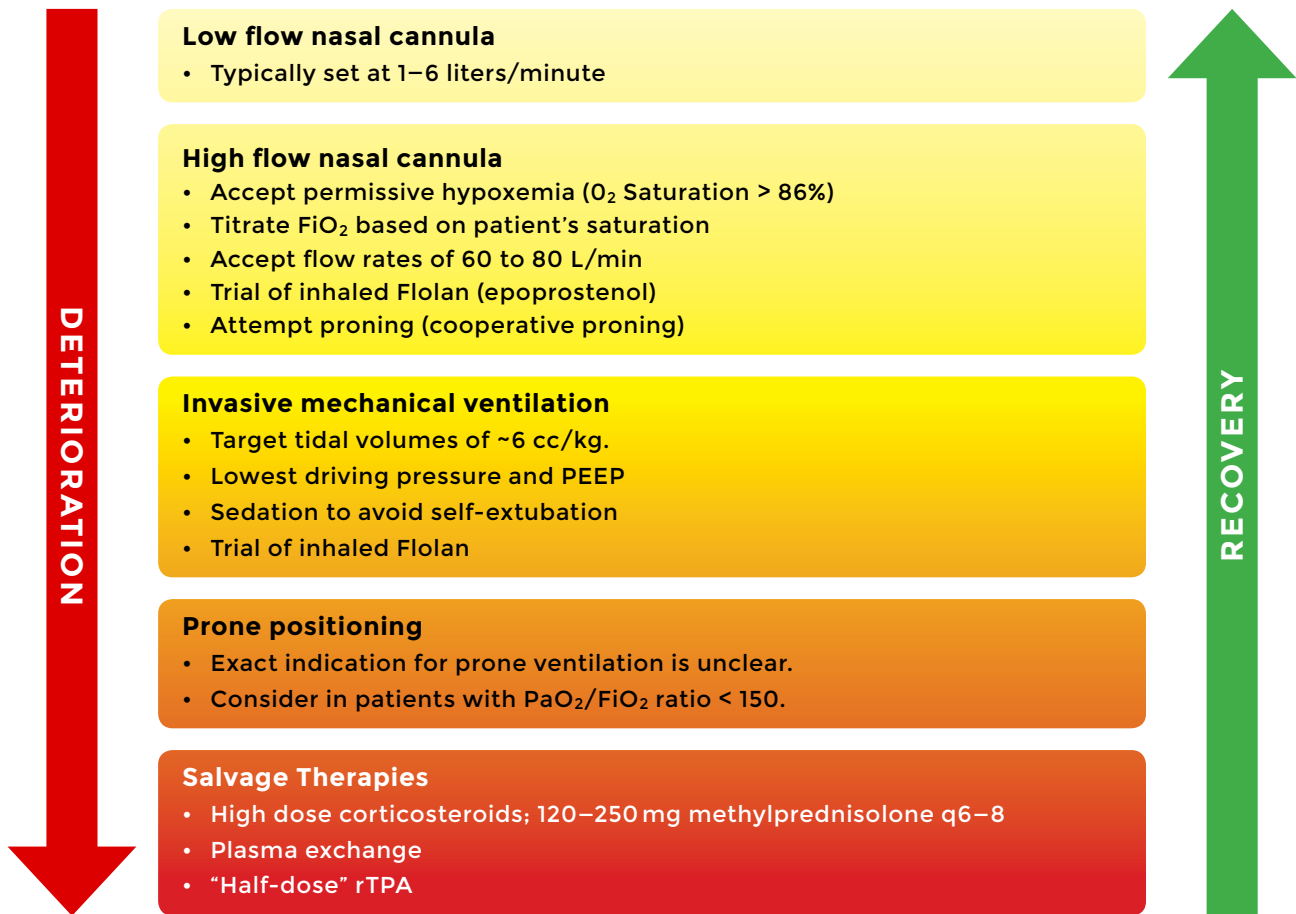 DETERIORATION
Low flow nasal cannula
• Typically set at 1–6 liters/minute
High flow nasal cannula
• Accept permissive hypoxemia (0₂ Saturation > 86%)
• Titrate FiO₂ based on patient’s saturation
• Accept flow rates of 60 to 80 L/min
• Trial of inhaled Flolan (epoprostenol)
• Attempt proning (cooperative proning)
Invasive mechanical ventilation
• Target tidal volumes of ~6 cc/kg.
• Lowest driving pressure and PEEP
• Sedation to avoid self-extubation
• Trial of inhaled Flolan
Prone positioning
• Exact indication for prone ventilation is unclear.
• Consider in patients with PaO₂/FiO₂ ratio < 150.
Salvage Therapies
• High dose corticosteroids; 120–250 mg methylprednisolone q6–8
• Plasma exchange
• “Half-dose” rTPA
RECOVERY